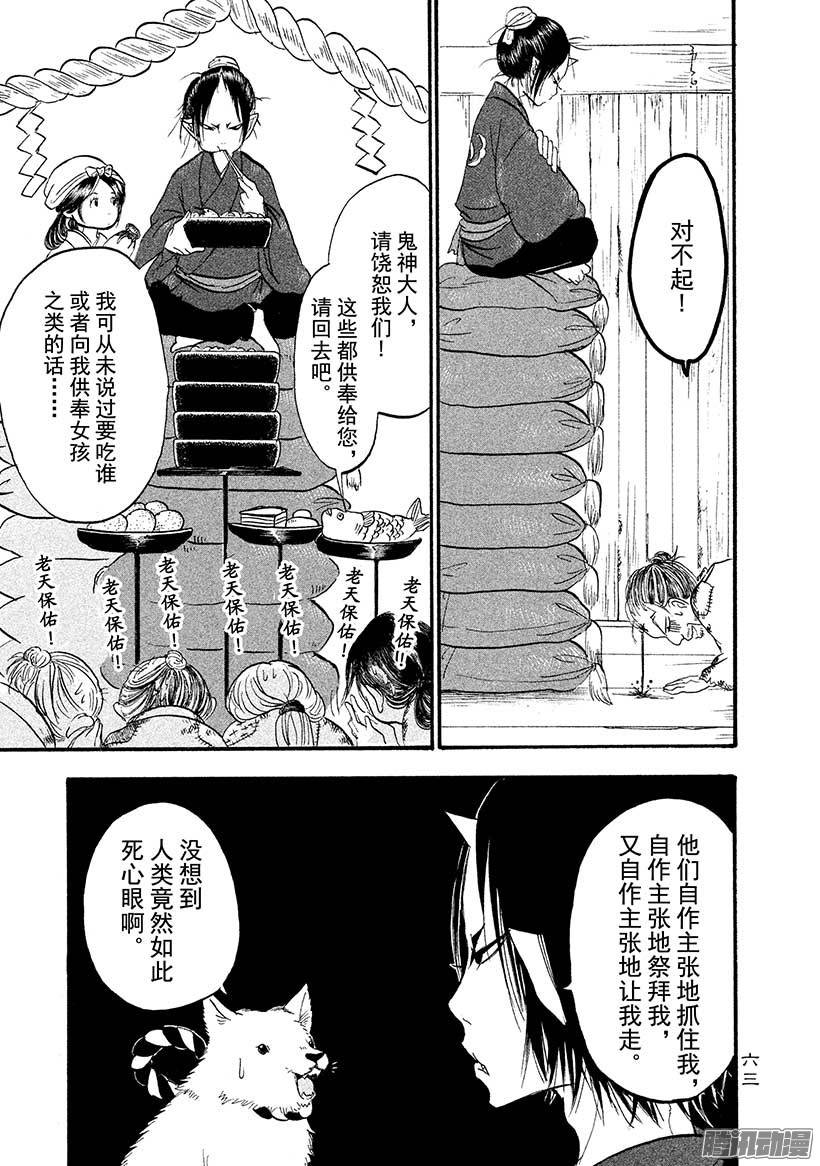 对不起！
鬼神大人，
请饶恕我们！
这些都供奉给您，
请回去吧。
我可从未说过要吃谁
或者向我供奉女孩
之类的话……
老天保佑！
老天保佑！
老天保佑！
老天保佑！
老天保佑！
老天保佑！
老天保佑！
他们自作主张地抓住我，
自作主张地祭拜我，
又自作主张地让我走。
没想到
人类竟然如此
死心眼啊。
六三
腾讯动漫